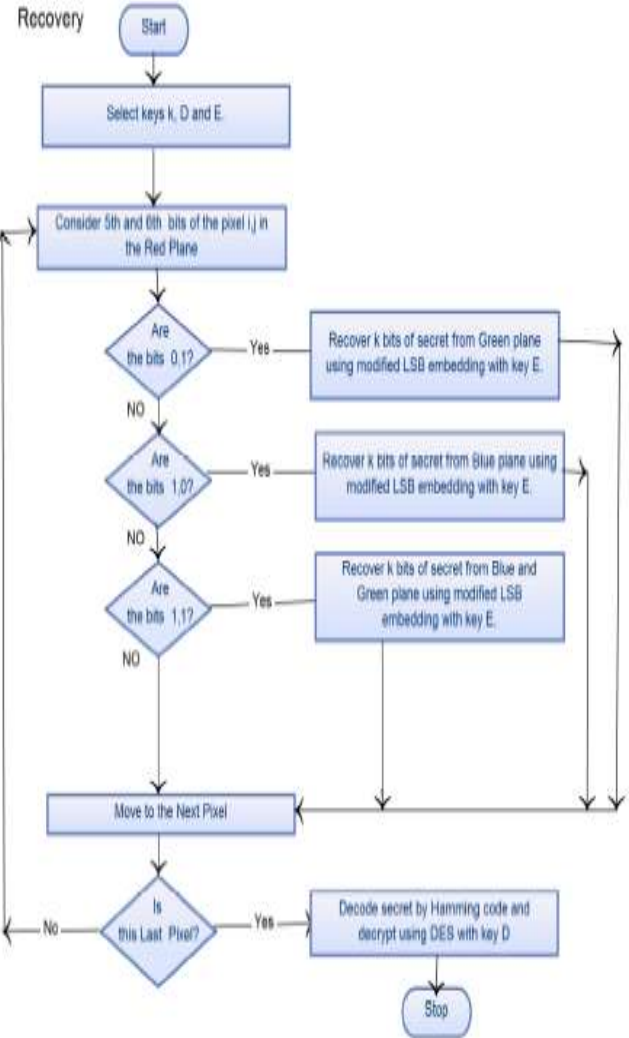 Recovery
Start
Select keys k, D and E.
Consider 5th and 6th bits of the pixel i,j in
the Red Plane
Are
the bits 0,1?
Yes
Recover k bits of secret from Green plane
using modified LSB embedding with key E.
NO
Are
the bits 1,0?
Yes
Recover k bits of secret from Blue plane using
modified LSB embedding with key E.
NO
Are
the bits 1,1?
Yes
Recover k bits of secret from Blue and
Green plane using modified LSB
embedding with key E.
NO
Move to the Next Pixel
Is
this Last Pixel?
No
Yes
Decode secret by Hamming code and
decrypt using DES with key D
Stop